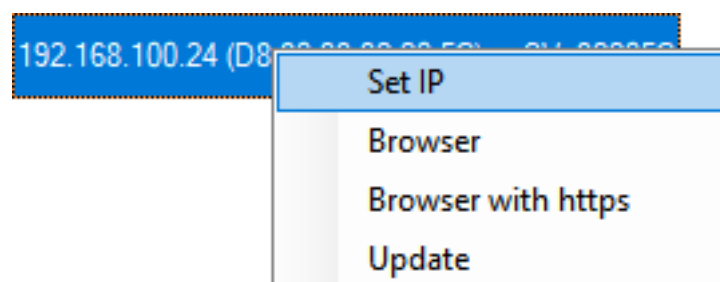 192.168.100.24 (D8
Set IP
Browser
Browser with https
Update